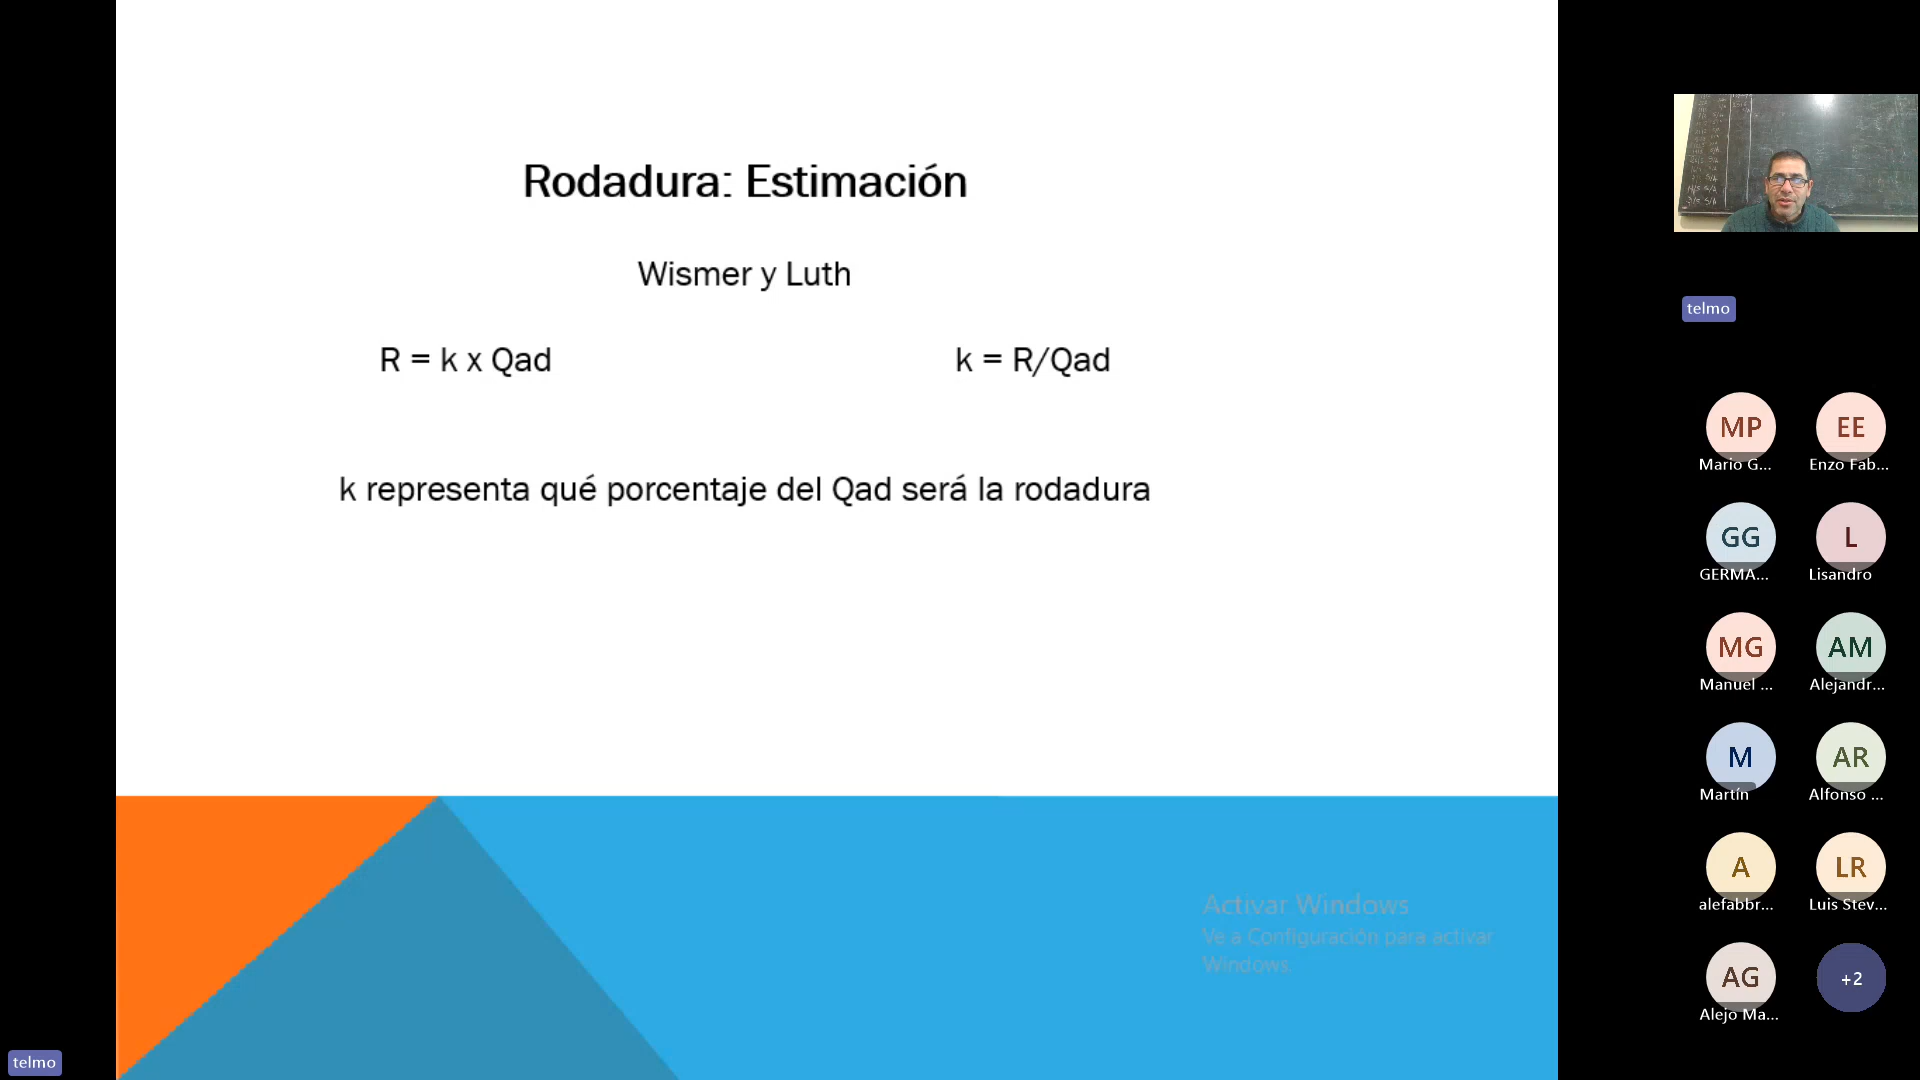 Rodadura: Estimación
Wismer y Luth
R = k x Qad
k = R/Qad
k representa qué porcentaje del Qad será la rodadura
Activar Windows
Ve a Configuración para activar
Windows.
telmo
telmo
MP
EE
Mario G...
Enzo Fab...
GG
L
GERMA...
Lisandro
MG
AM
Manuel ...
Alejandr...
M
AR
Martín
Alfonso ...
A
LR
alefabbr...
Luis Stev...
AG
+2
Alejo Ma...